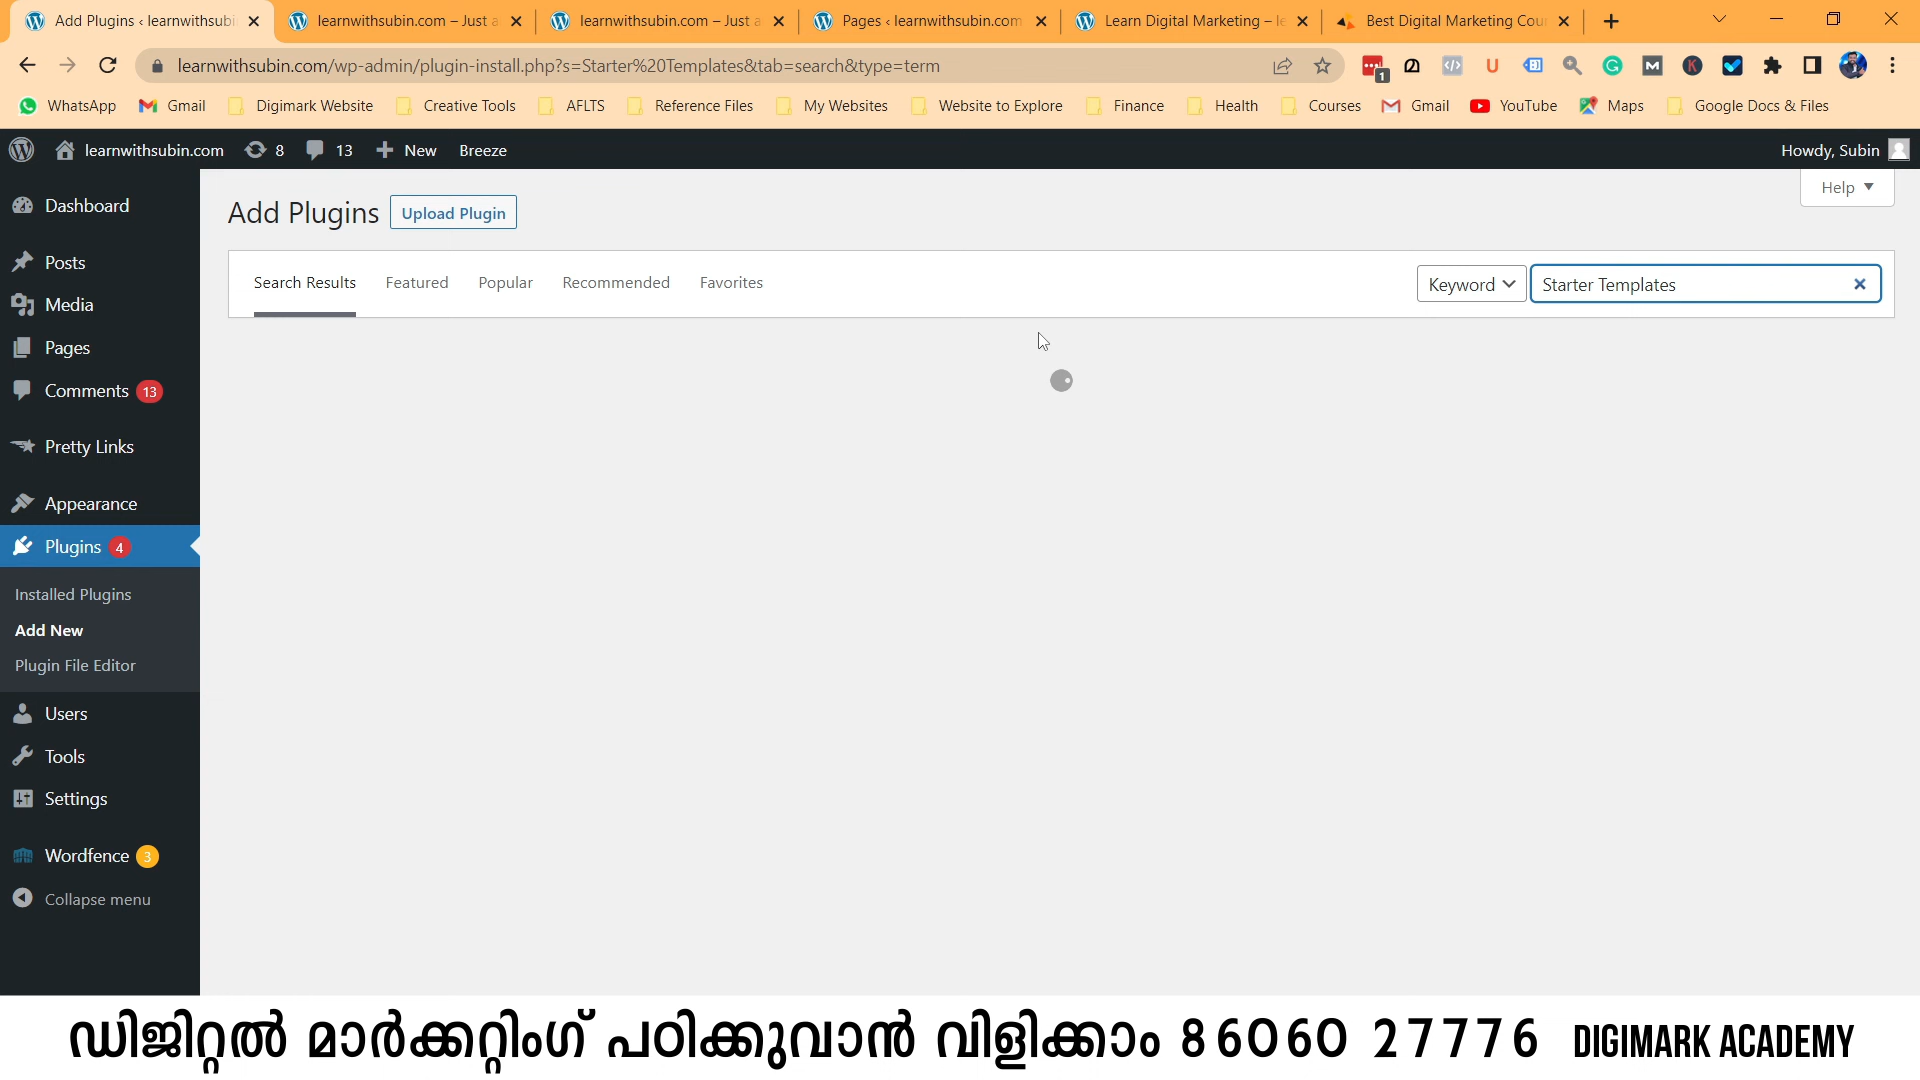 Add Plugins ‹ learnwithsubi
learnwithsubin.com – Just a
learnwithsubin.com – Just a
Pages ‹ learnwithsubin.com
Learn Digital Marketing – le
Best Digital Marketing Cou
learnwithsubin.com/wp-admin/plugin-install.php?s=Starter%20Templates&tab=search&type=term
1
WhatsApp
Gmail
Digimark Website
Creative Tools
AFLTS
Reference Files
My Websites
Website to Explore
Finance
Health
Courses
Gmail
YouTube
Maps
Google Docs & Files
learnwithsubin.com
8
13
New
Breeze
Howdy, Subin
Dashboard
Posts
Media
Pages
Comments 13
Pretty Links
Appearance
Plugins 4
Installed Plugins
Add New
Plugin File Editor
Users
Tools
Settings
Wordfence 3
Collapse menu
Help
Add Plugins
Upload Plugin
Search Results
Featured
Popular
Recommended
Favorites
Keyword
Starter Templates
ഡിജിറ്റൽ മാർക്കറ്റിംഗ് പഠിക്കുവാൻ വിളിക്കാം 86060 27776 DIGIMARK ACADEMY